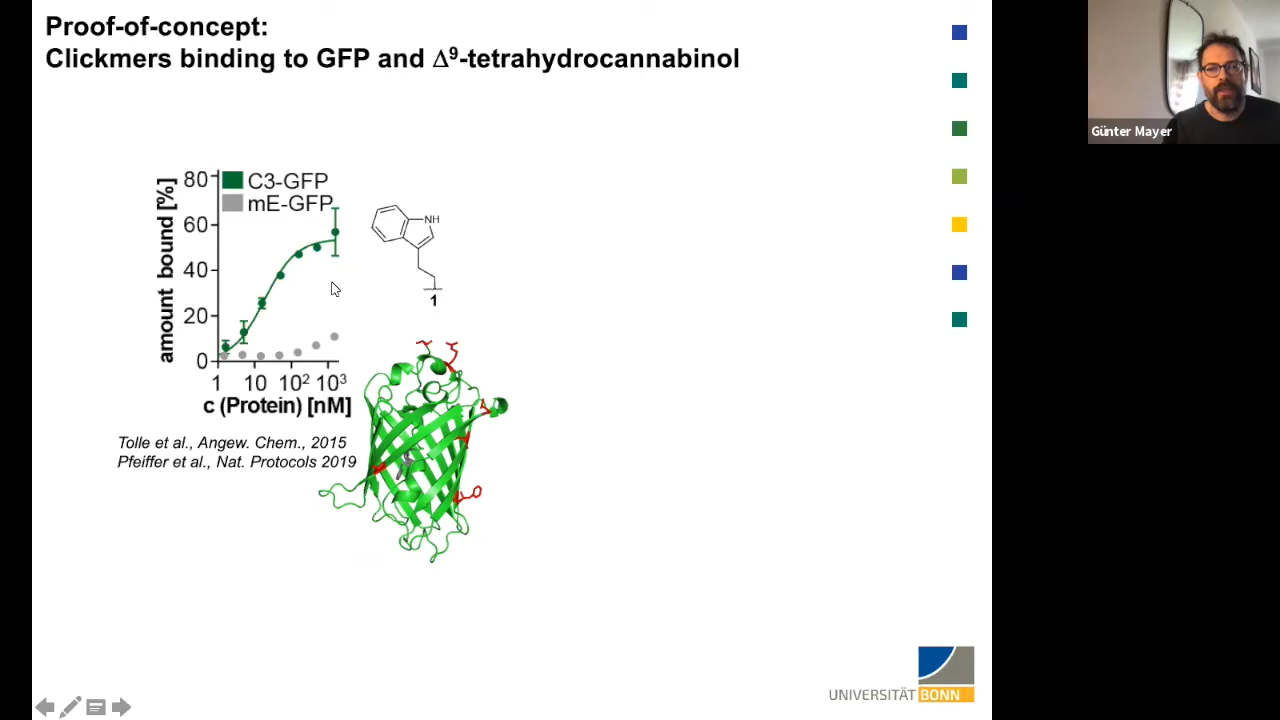 Proof-of-concept:
Clickmers binding to GFP and Δ⁹-tetrahydrocannabinol
Günter Mayer
80
60
40
20
0
amount bound [%]
C3-GFP
mE-GFP
1 10 10² 10³
c (Protein) [nM]
NH
1
Tolle et al., Angew. Chem., 2015
Pfeiffer et al., Nat. Protocols 2019
UNIVERSITÄT BONN